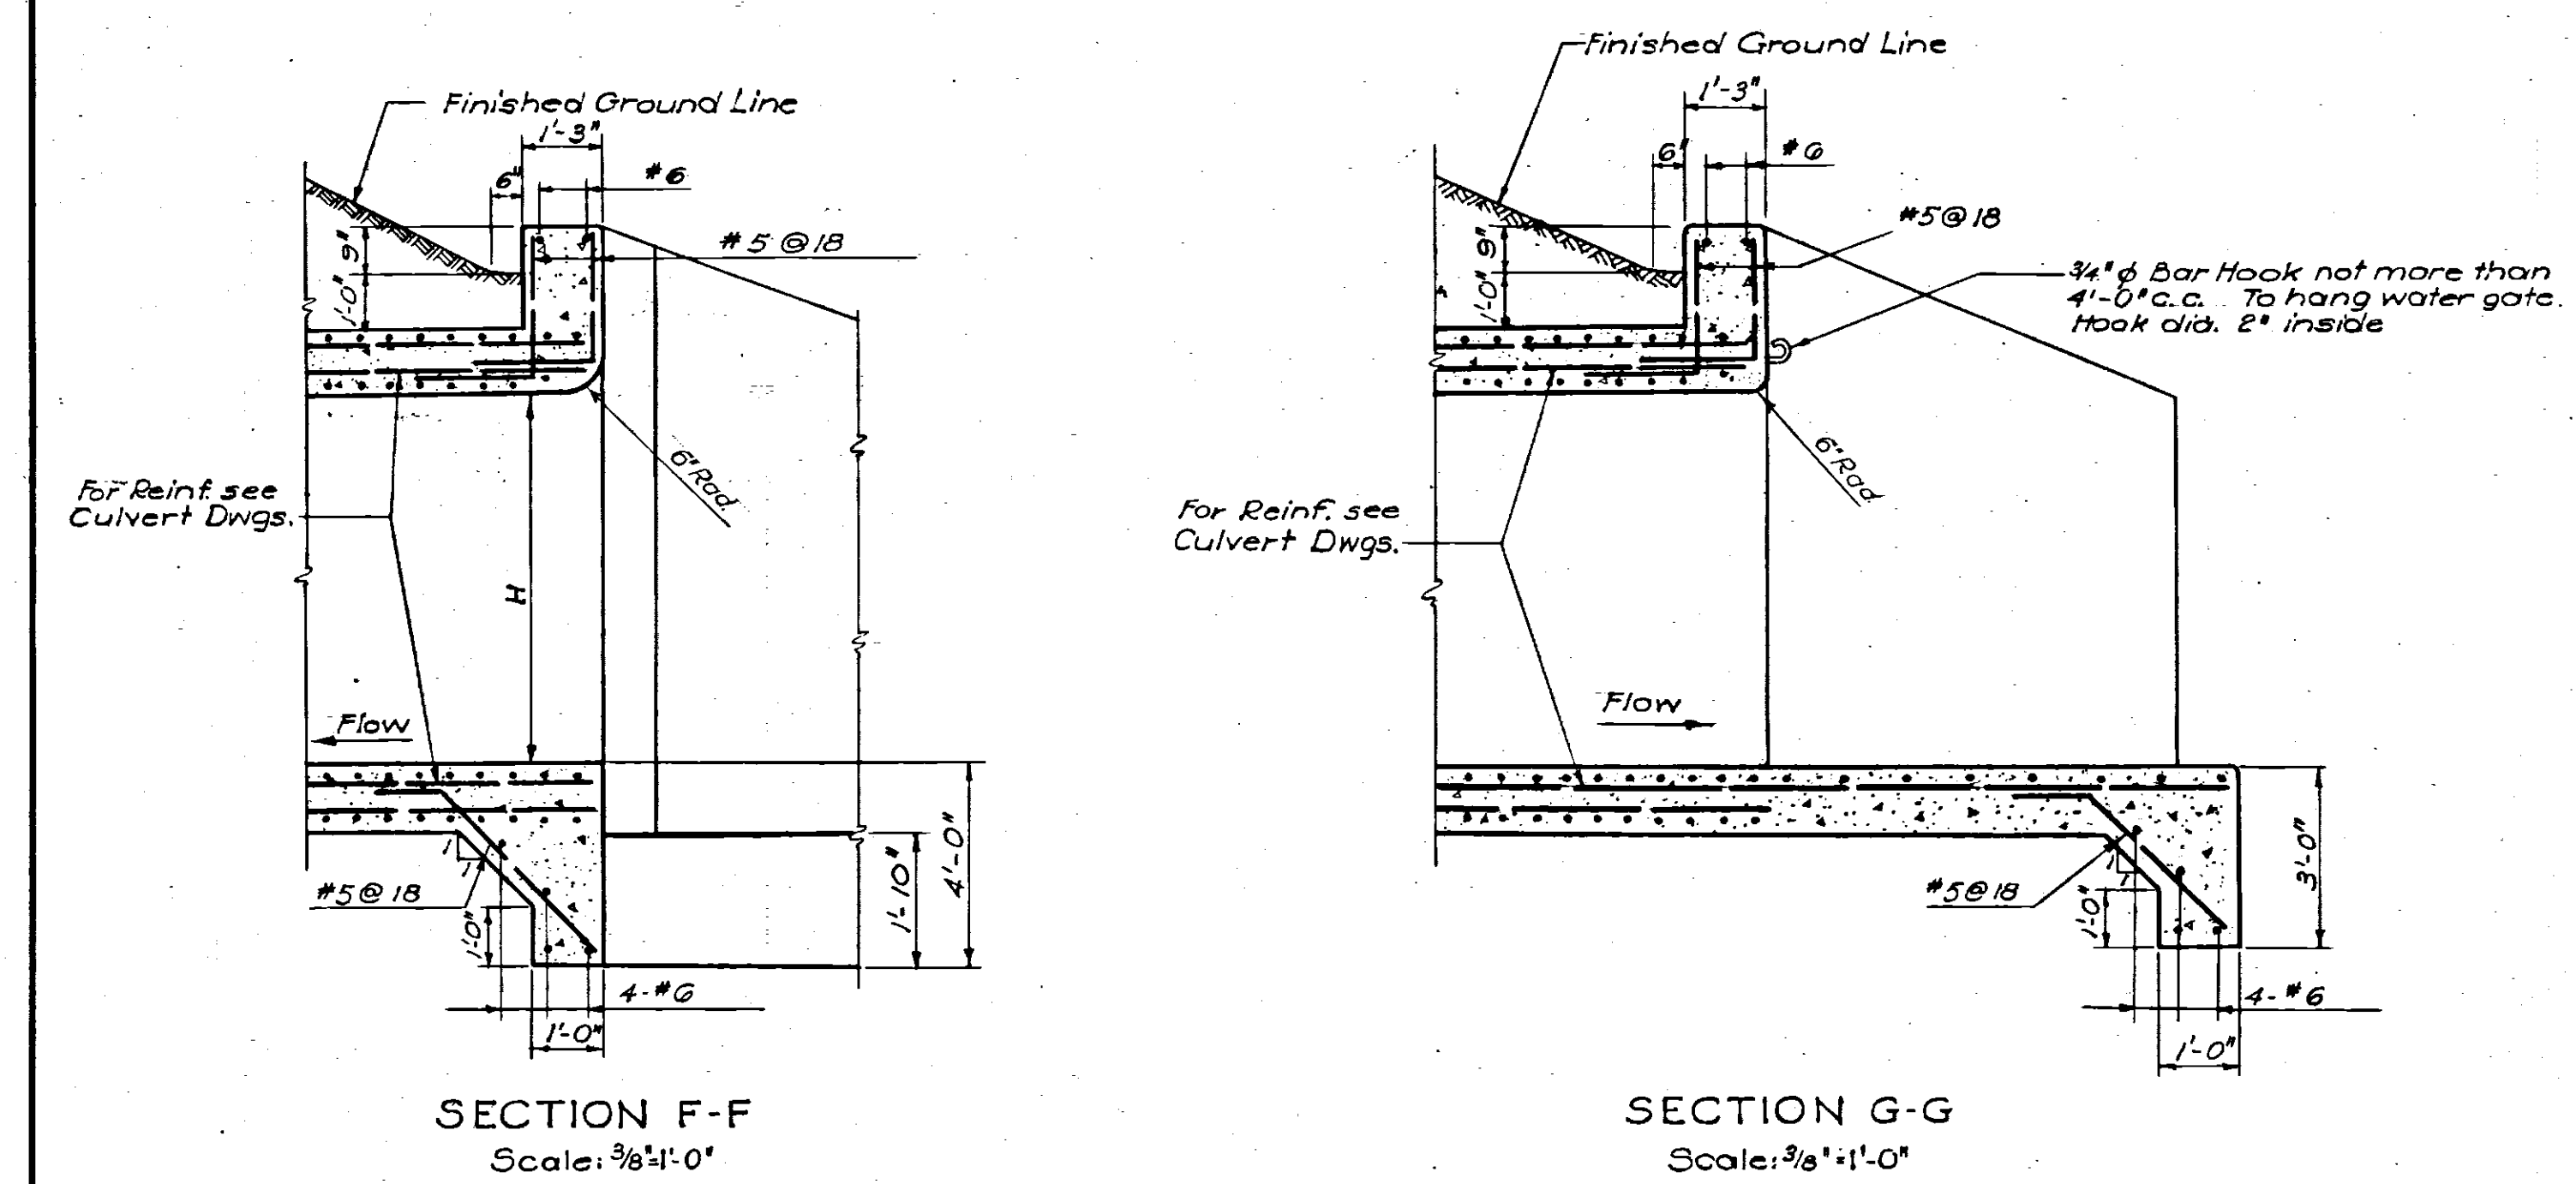 Finished Ground Line
1'-3"
6"
#6
#5 @ 18
9"
1'-0"
6" Rad.
For Reinf. see
Culvert Dwgs.
H
Flow
#5 @ 18
1'-0"
1
1
4-#6
1'-0"
1'-10"
4'-0"
SECTION F-F
Scale: 3/8"=1'-0"
Finished Ground Line
1'-3"
6"
#6
#5 @ 18
9"
1'-0"
3/4" ϕ Bar Hook not more than
4'-0" c.c. To hang water gate.
Hook dia. 2" inside
6" Rad.
For Reinf. see
Culvert Dwgs.
Flow
#5 @ 18
1'-0"
1
1
3'-0"
4-#6
1'-0"
SECTION G-G
Scale: 3/8"=1'-0"